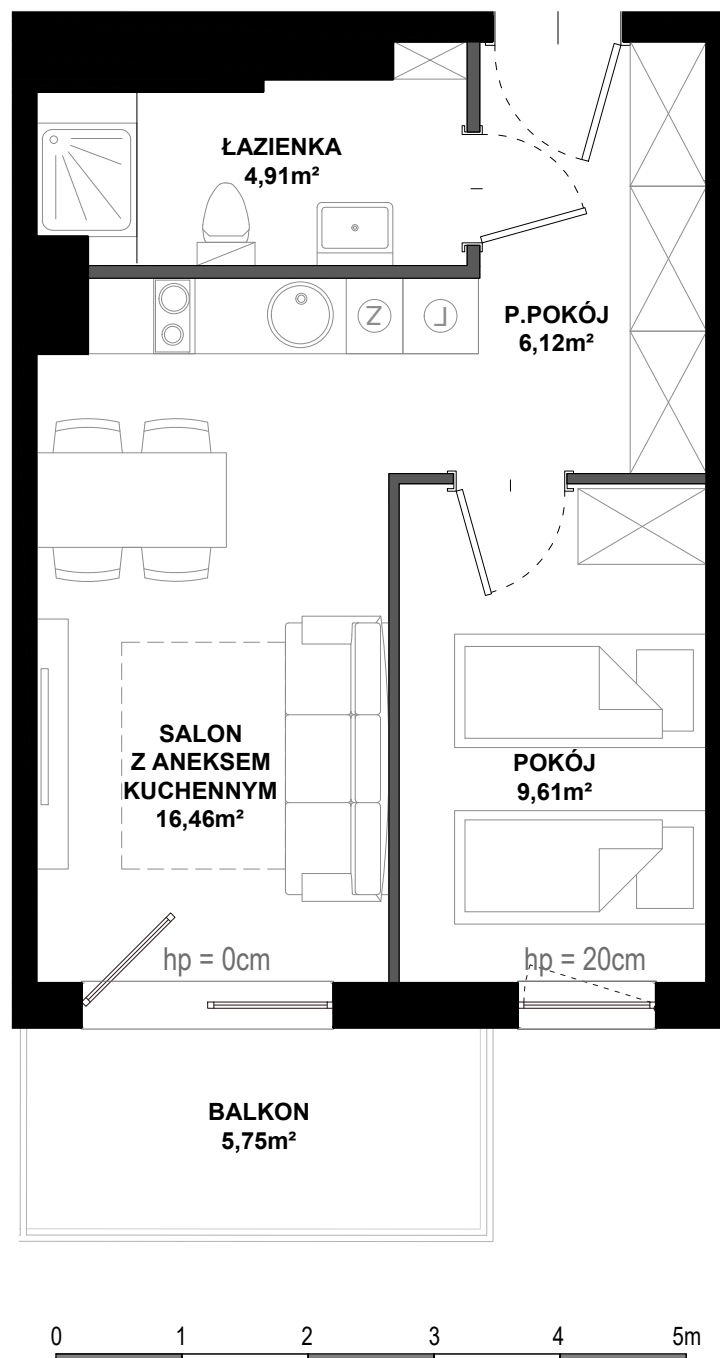 ŁAZIENKA
4,91m²
P.POKÓJ
6,12m²
Z
L
SALON
Z ANEKSEM
KUCHENNYM
16,46m²
POKÓJ
9,61m²
hp = 0cm
hp = 20cm
BALKON
5,75m²
0 1 2 3 4 5m